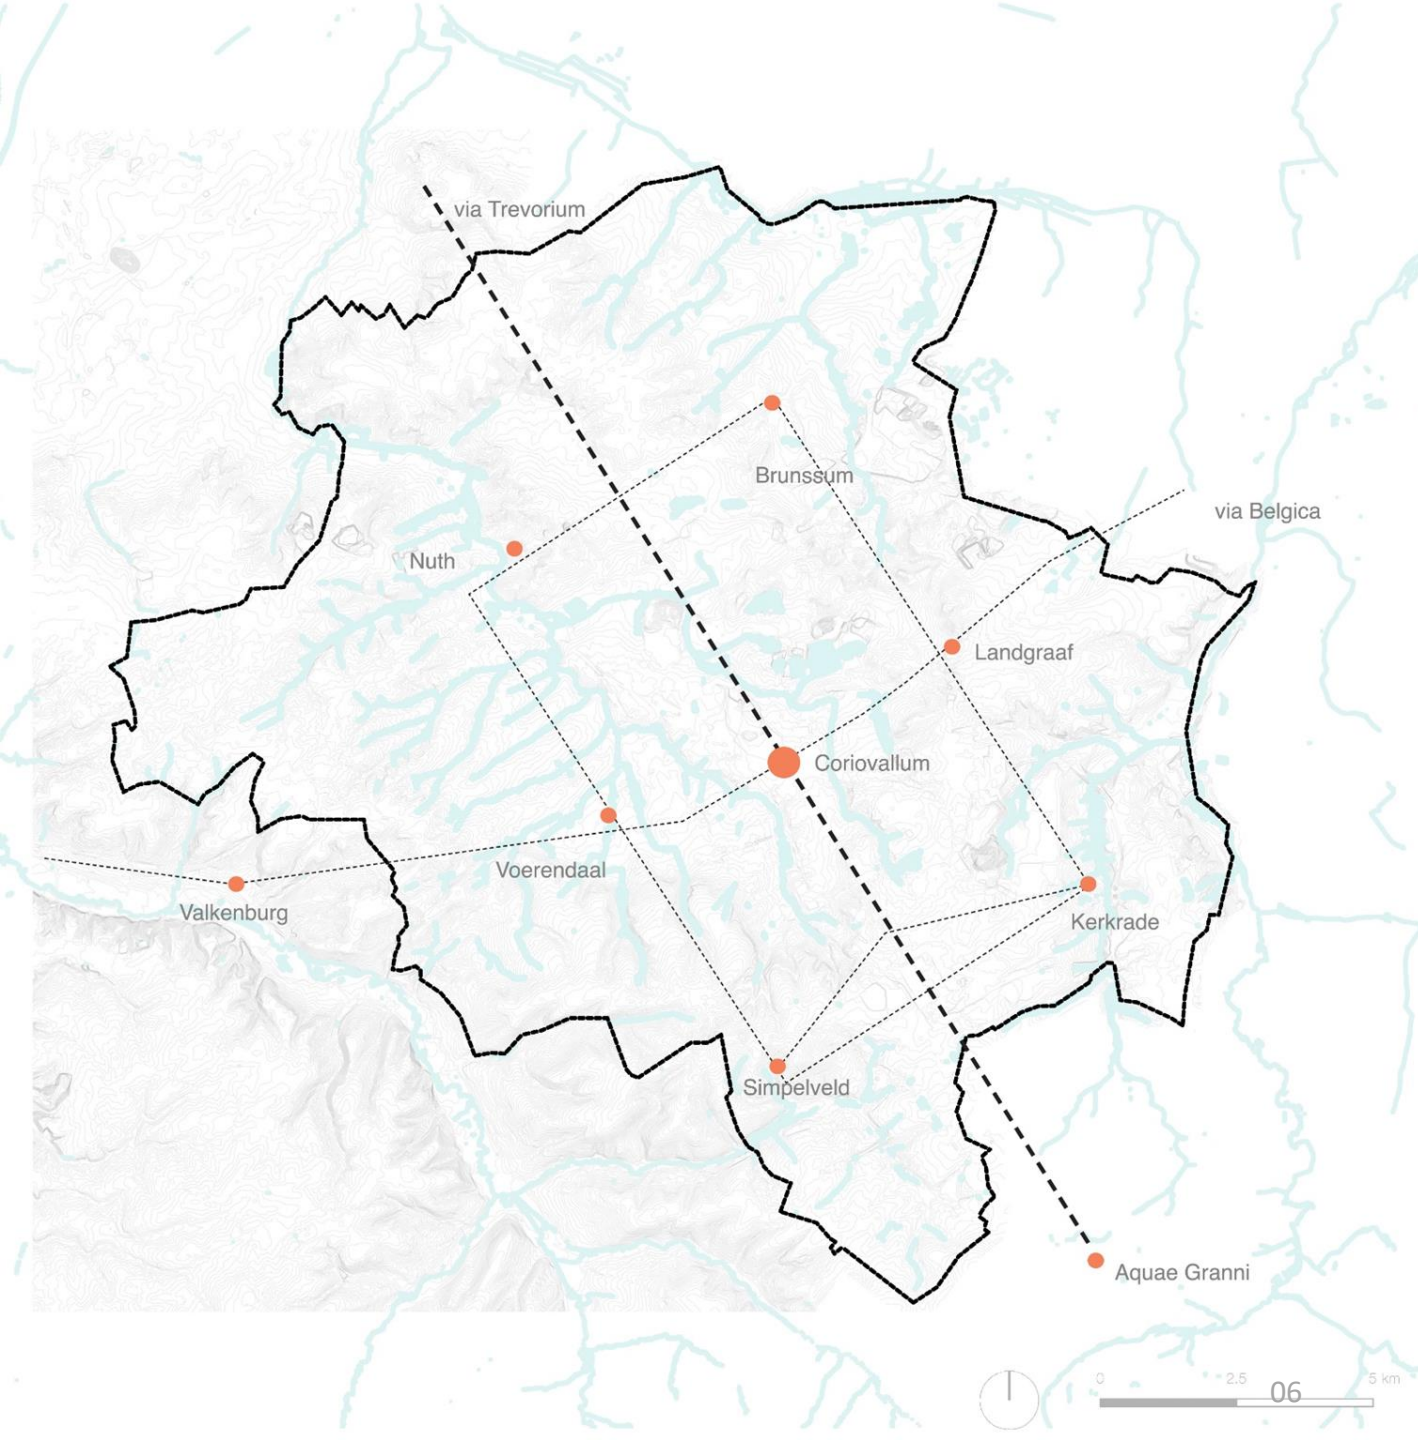 via Trevorium
Brunssum
via Belgica
Nuth
Landgraaf
Coriovallum
Voerendaal
Valkenburg
Kerkrade
Simpelveld
Aquae Granni
0 2.5 5 km
06